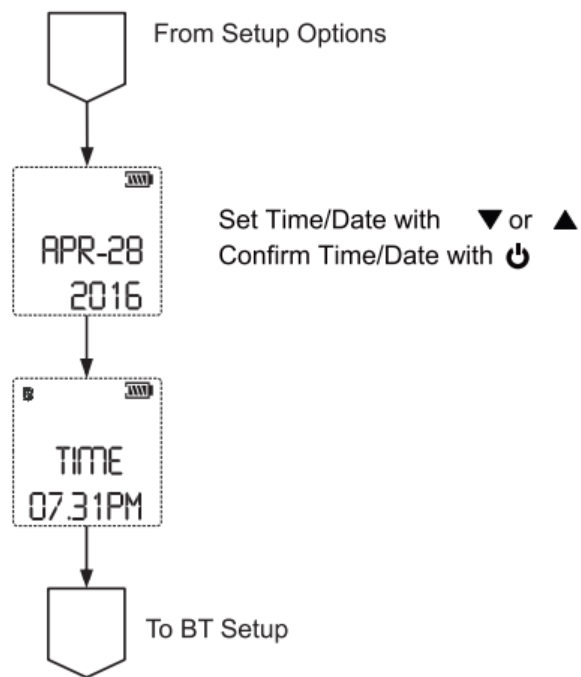 From Setup Options
APR-28
2016
Set Time/Date with ▼ or ▲
Confirm Time/Date with ⏻
TIME
07.31PM
To BT Setup